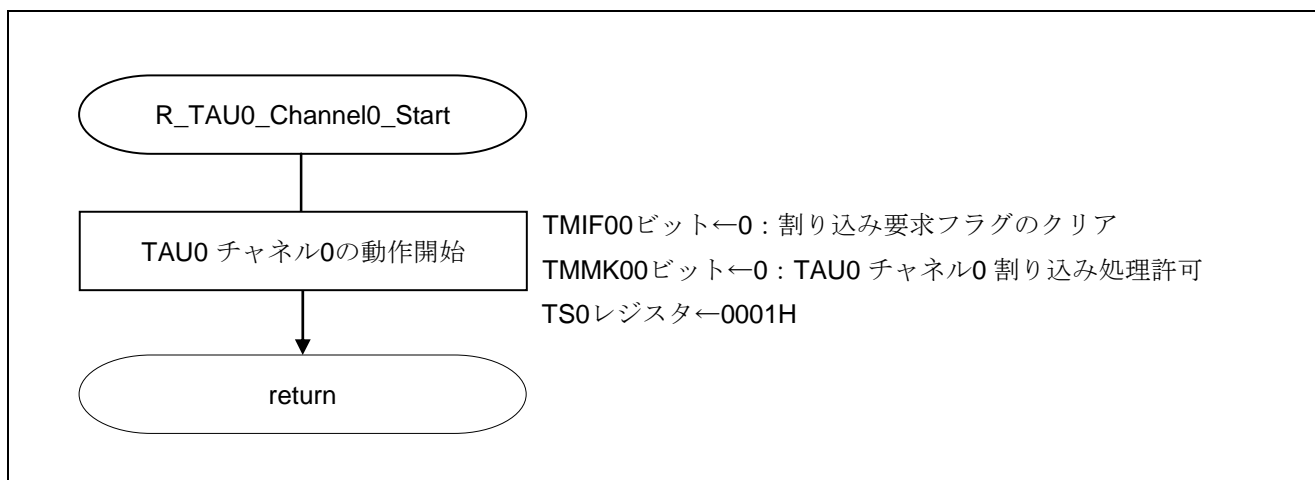 R_TAU0_Channel0_Start
TAU0 チャネル0の動作開始
TMIF00ビット←0：割り込み要求フラグのクリア
TMMK00ビット←0：TAU0 チャネル0 割り込み処理許可
TS0レジスタ←0001H
return